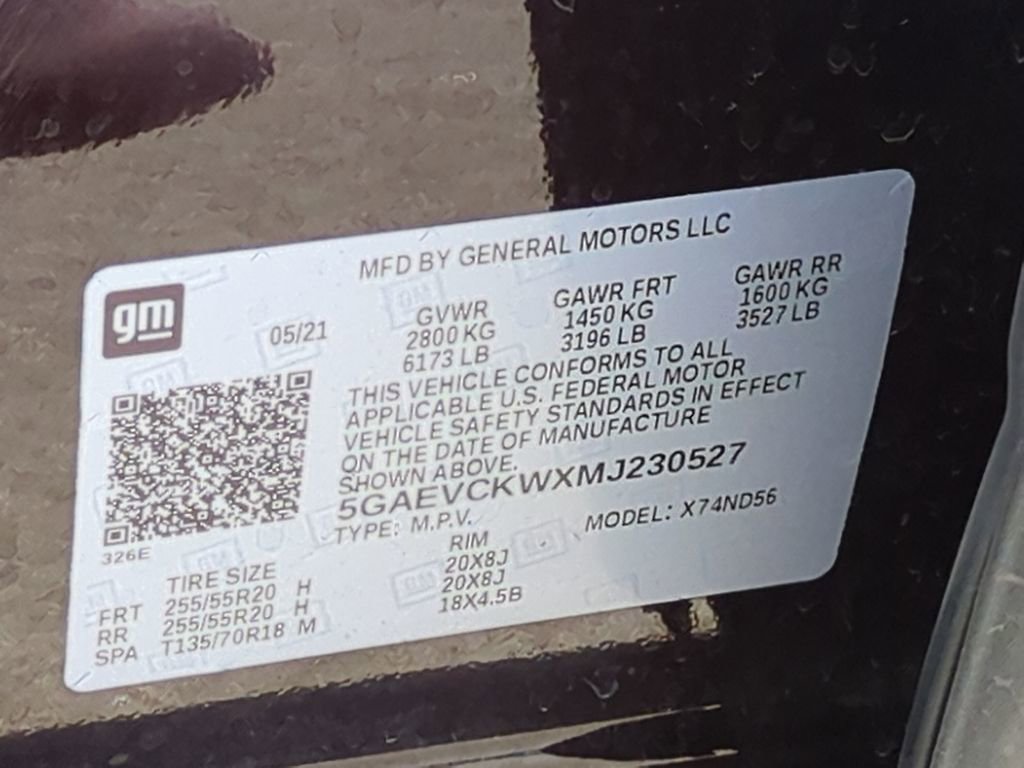 MFD BY GENERAL MOTORS LLC
gm
05/21
GVWR GAWR FRT GAWR RR
2800 KG 1450 KG 1600 KG
6173 LB 3196 LB 3527 LB
THIS VEHICLE CONFORMS TO ALL
APPLICABLE U.S. FEDERAL MOTOR
VEHICLE SAFETY STANDARDS IN EFFECT
ON THE DATE OF MANUFACTURE
SHOWN ABOVE.
5GAEVCKWXMJ230527
TYPE: M.P.V. MODEL: X74ND56
326E
TIRE SIZE RIM
FRT 255/55R20 H 20X8J
RR 255/55R20 H 20X8J
SPA T135/70R18 M 18X4.5B